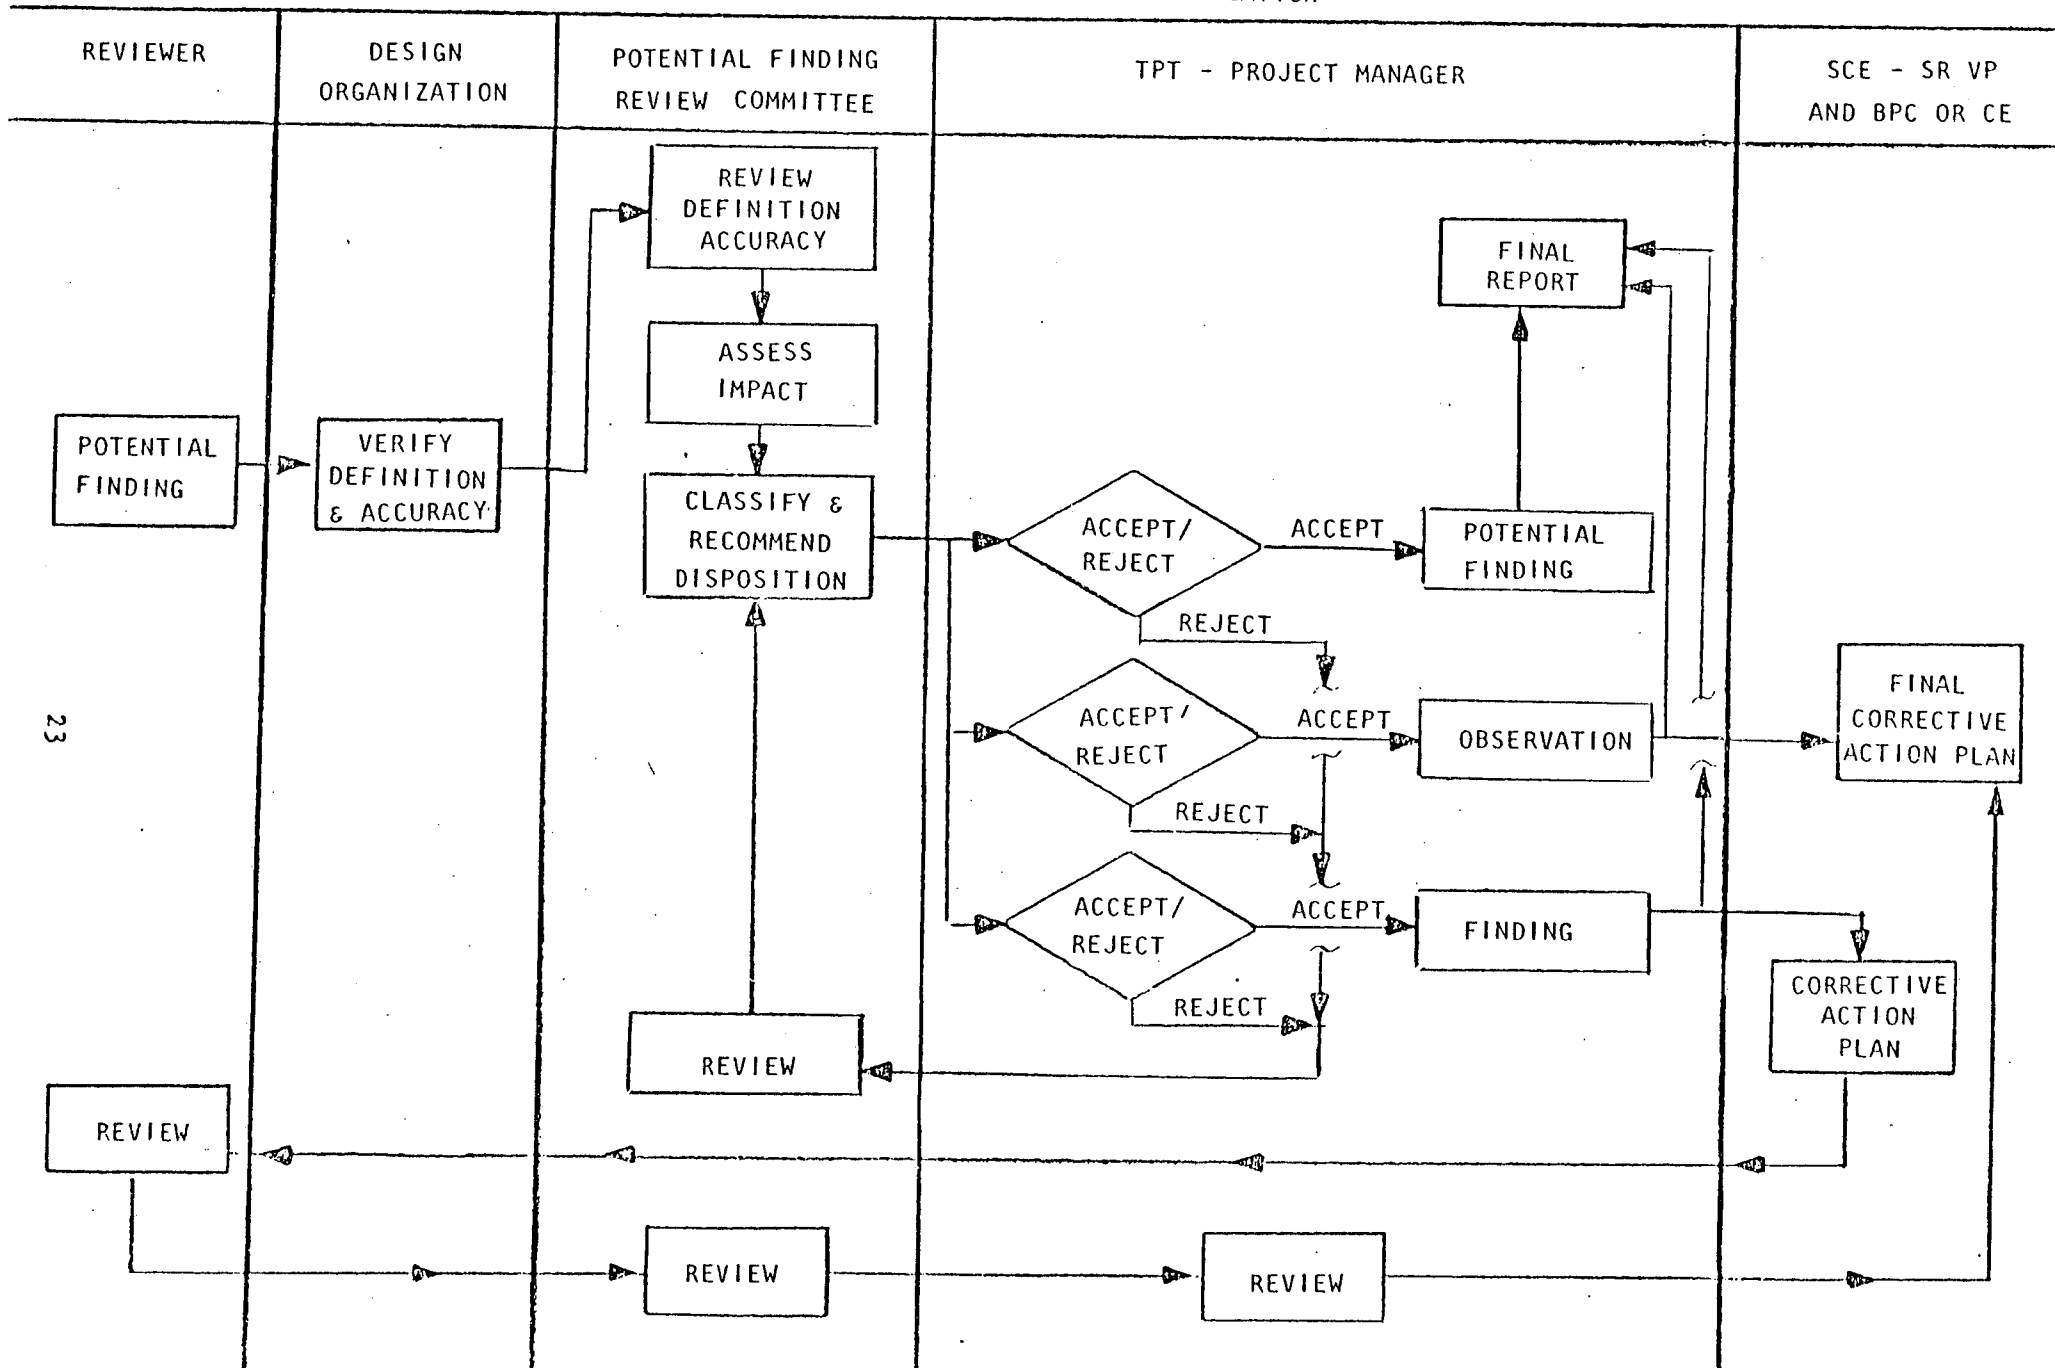 REVIEWER
DESIGN
ORGANIZATION
POTENTIAL FINDING
REVIEW COMMITTEE
TPT - PROJECT MANAGER
SCE - SR VP
AND BPC OR CE
REVIEW
DEFINITION
ACCURACY
FINAL
REPORT
ASSESS
IMPACT
POTENTIAL
FINDING
VERIFY
DEFINITION
& ACCURACY
CLASSIFY &
RECOMMEND
DISPOSITION
ACCEPT/
REJECT
ACCEPT
POTENTIAL
FINDING
REJECT
ACCEPT/
REJECT
ACCEPT
OBSERVATION
FINAL
CORRECTIVE
ACTION PLAN
REJECT
23
ACCEPT/
REJECT
ACCEPT
FINDING
REJECT
CORRECTIVE
ACTION
PLAN
REVIEW
REVIEW
REVIEW
REVIEW